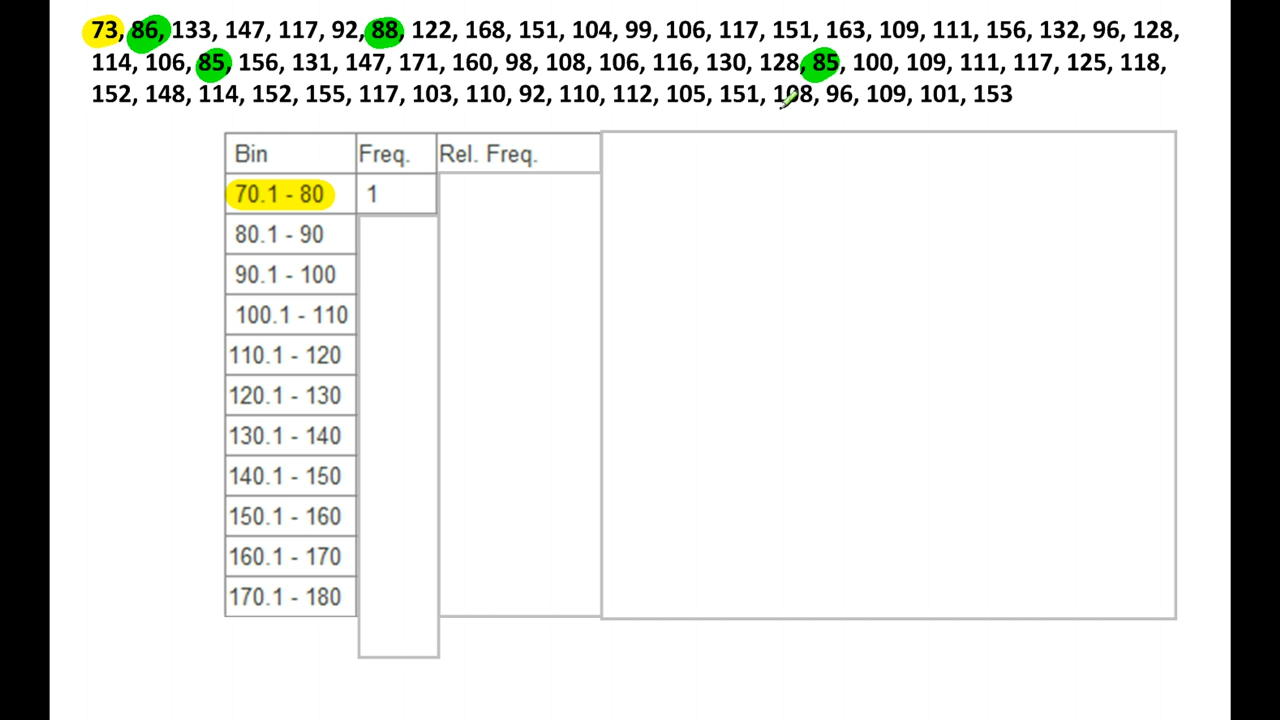 73, 86, 133, 147, 117, 92, 88, 122, 168, 151, 104, 99, 106, 117, 151, 163, 109, 111, 156, 132, 96, 128,
114, 106, 85, 156, 131, 147, 171, 160, 98, 108, 106, 116, 130, 128, 85, 100, 109, 111, 117, 125, 118,
152, 148, 114, 152, 155, 117, 103, 110, 92, 110, 112, 105, 151, 108, 96, 109, 101, 153
Bin Freq. Rel. Freq.
70.1 - 80 1
80.1 - 90
90.1 - 100
100.1 - 110
110.1 - 120
120.1 - 130
130.1 - 140
140.1 - 150
150.1 - 160
160.1 - 170
170.1 - 180